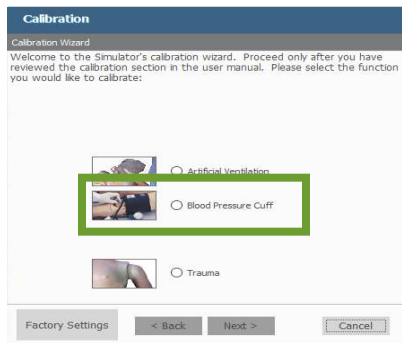 Calibration
Calibration Wizard
Welcome to the Simulator's calibration wizard. Proceed only after you have
reviewed the calibration section in the user manual. Please select the function
you would like to calibrate:
Artificial Ventilation
Blood Pressure Cuff
Trauma
Factory Settings
< Back
Next >
Cancel